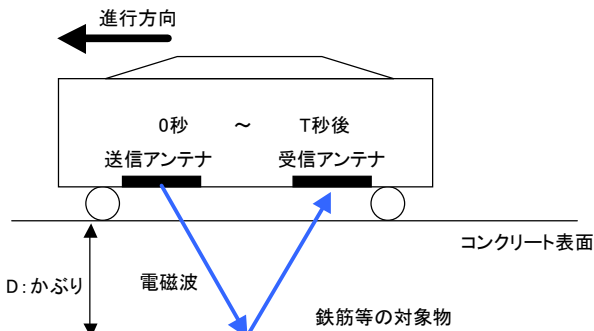 進行方向
0秒 ～ T秒後
送信アンテナ 受信アンテナ
コンクリート表面
電磁波
D：かぶり
鉄筋等の対象物